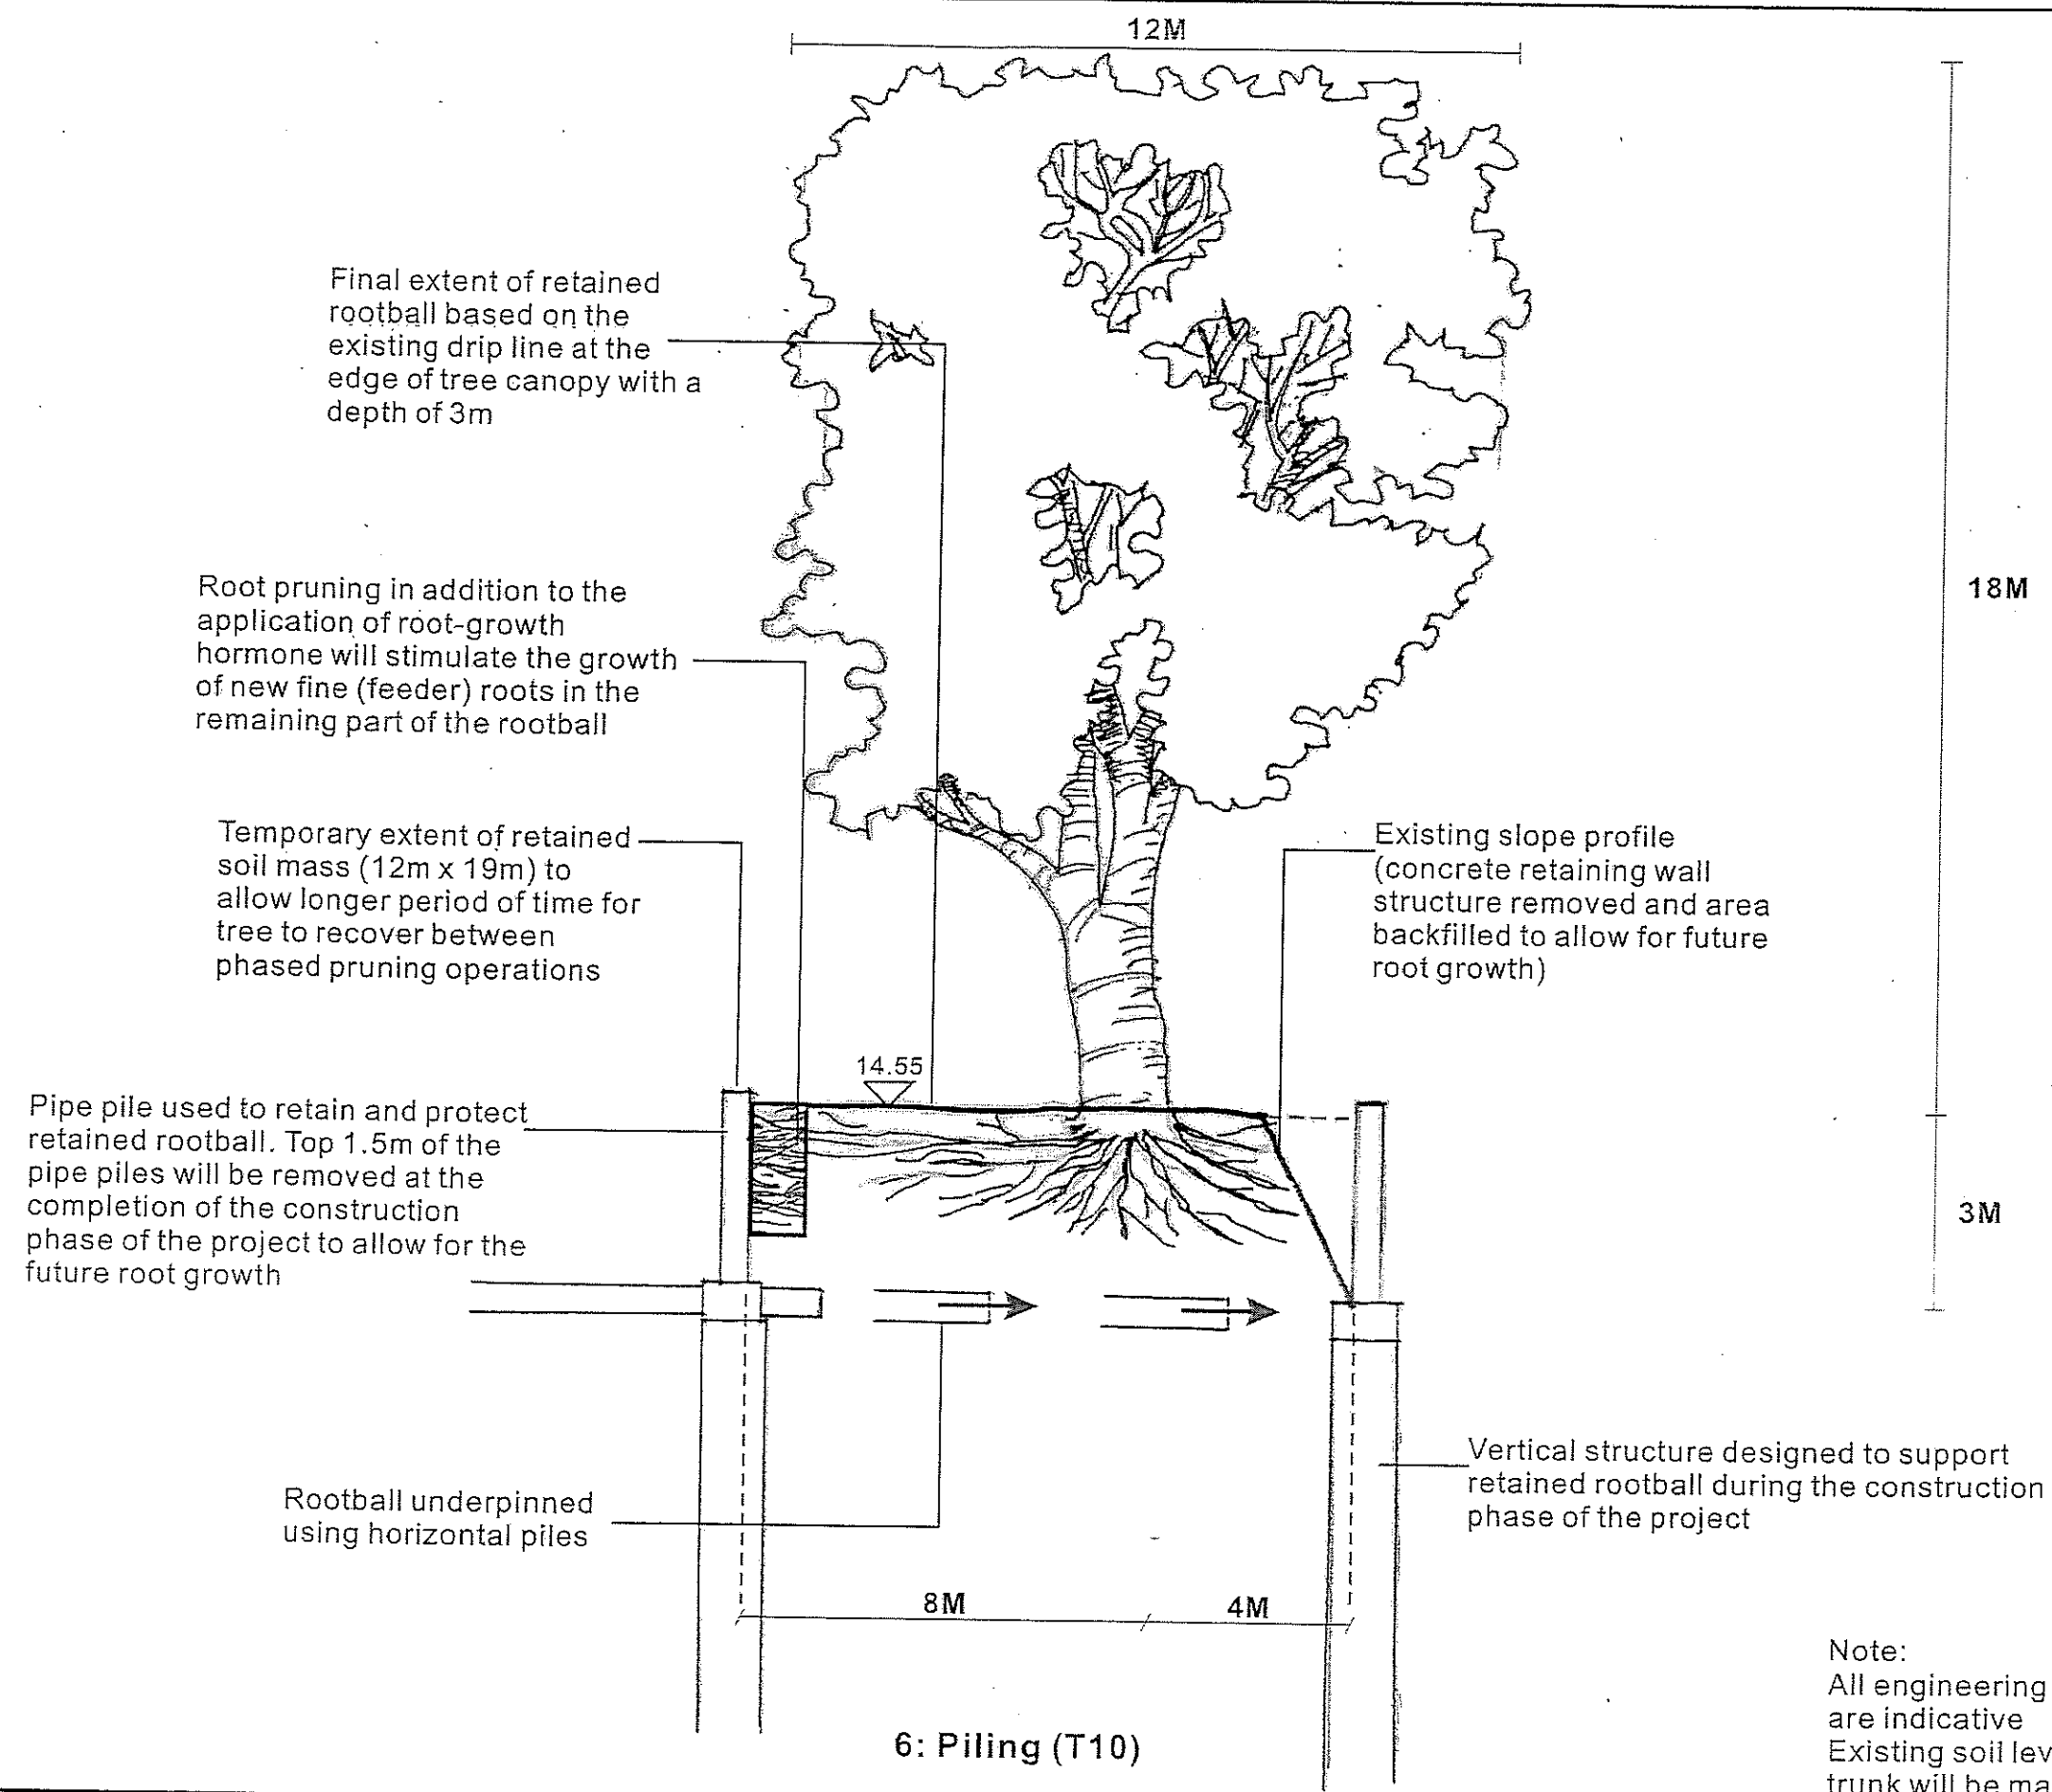 12M
Final extent of retained
rootball based on the
existing drip line at the
edge of tree canopy with a
depth of 3m
18M
Root pruning in addition to the
application of root-growth
hormone will stimulate the growth
of new fine (feeder) roots in the
remaining part of the rootball
Temporary extent of retained
soil mass (12m x 19m) to
allow longer period of time for
tree to recover between
phased pruning operations
Existing slope profile
(concrete retaining wall
structure removed and area
backfilled to allow for future
root growth)
14.55
Pipe pile used to retain and protect
retained rootball. Top 1.5m of the
pipe piles will be removed at the
completion of the construction
phase of the project to allow for the
future root growth
3M
Vertical structure designed to support
retained rootball during the construction
phase of the project
Rootball underpinned
using horizontal piles
8M
4M
Note:
All engineering
are indicative
Existing soil lev
trunk will be ma
6: Piling (T10)